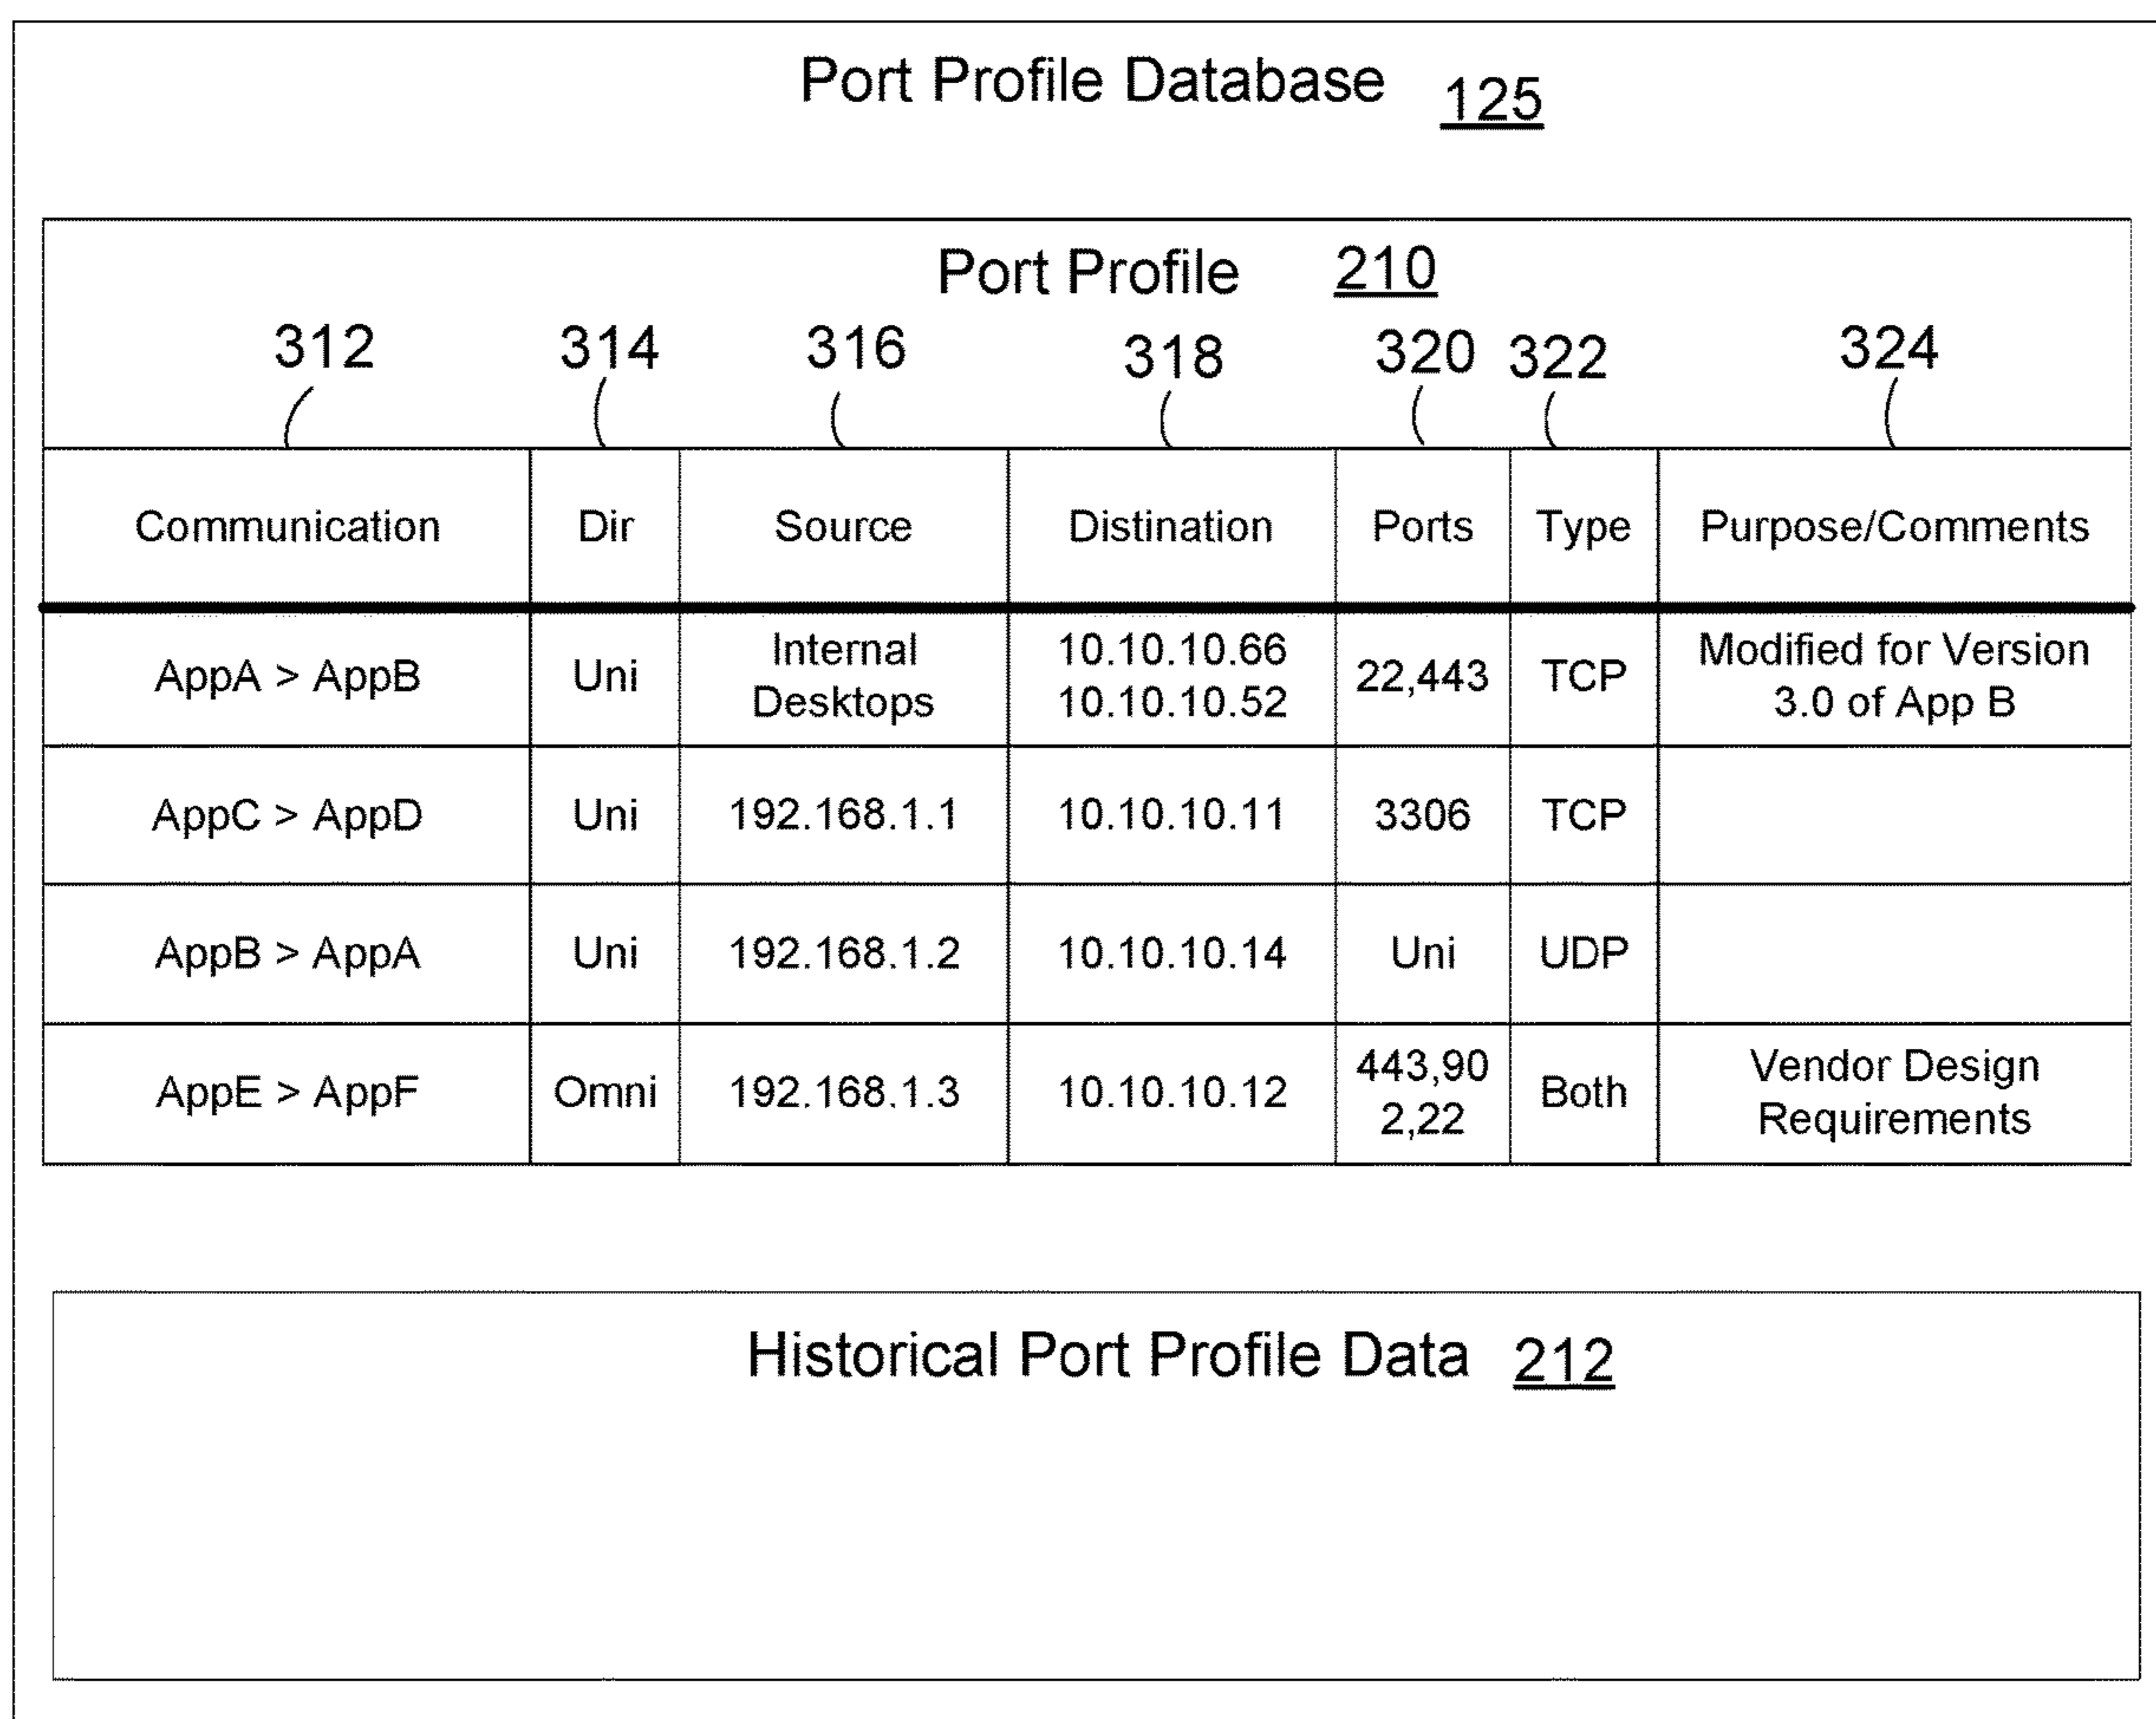 Port Profile Database 125
Port Profile 210
312 314 316 318 320 322 324
Communication Dir Source Distination Ports Type Purpose/Comments
AppA > AppB Uni Internal Desktops 10.10.10.66 10.10.10.52 22,443 TCP Modified for Version 3.0 of App B
AppC > AppD Uni 192.168.1.1 10.10.10.11 3306 TCP
AppB > AppA Uni 192.168.1.2 10.10.10.14 Uni UDP
AppE > AppF Omni 192.168.1.3 10.10.10.12 443,90 2,22 Both Vendor Design Requirements
Historical Port Profile Data 212